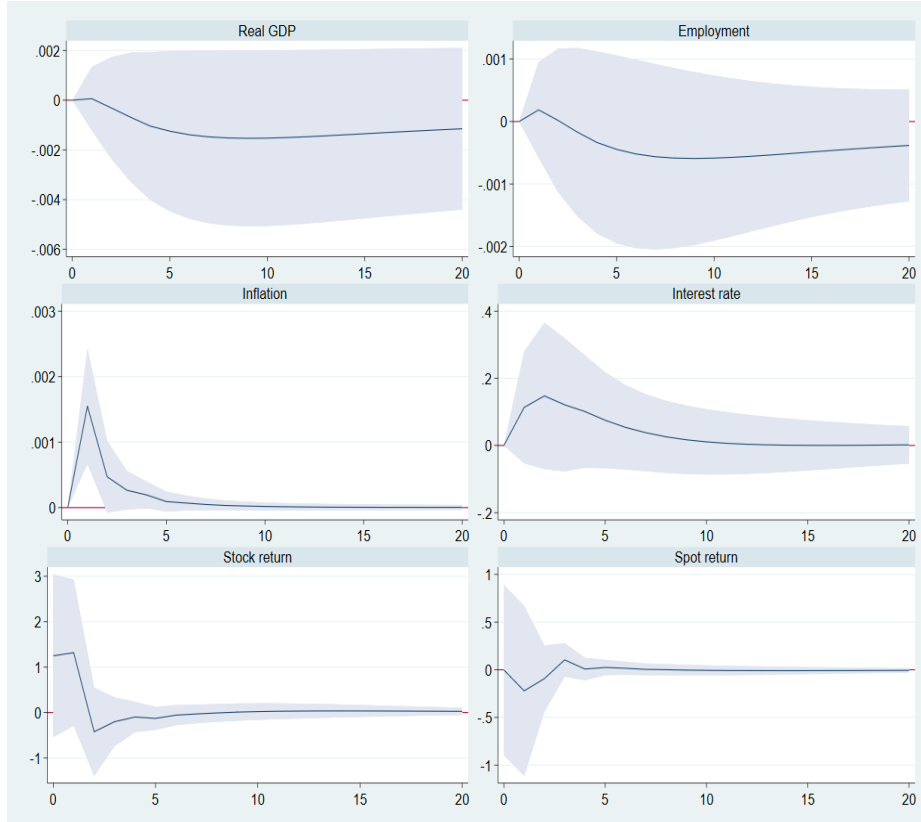 Real GDP
.002
0
-.002
-.004
-.006
0 5 10 15 20
Employment
.001
0
-.001
-.002
0 5 10 15 20
Inflation
.003
.002
.001
0
0 5 10 15 20
Interest rate
.4
.2
0
-.2
0 5 10 15 20
Stock return
3
2
1
0
-1
0 5 10 15 20
Spot return
1
.5
0
-.5
-1
0 5 10 15 20